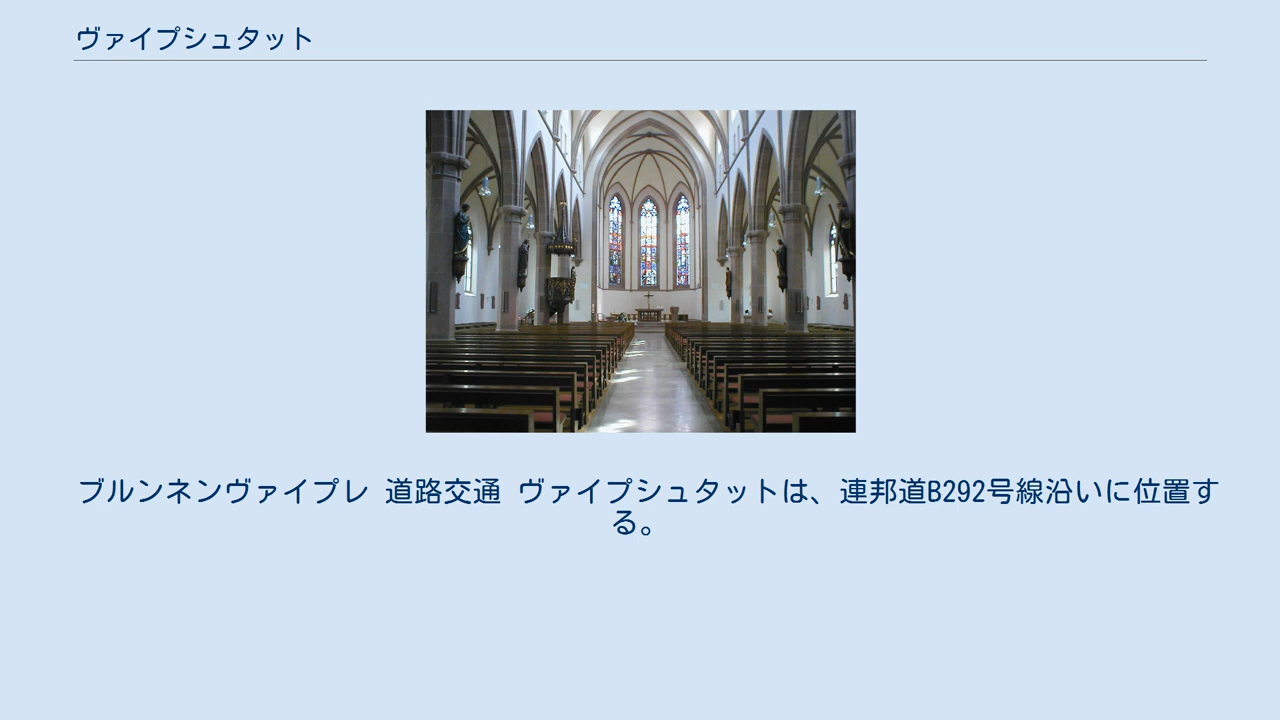 ヴァイプシュタット
ブルンネンヴァイプレ 道路交通 ヴァイプシュタットは、連邦道B292号線沿いに位置す
る。